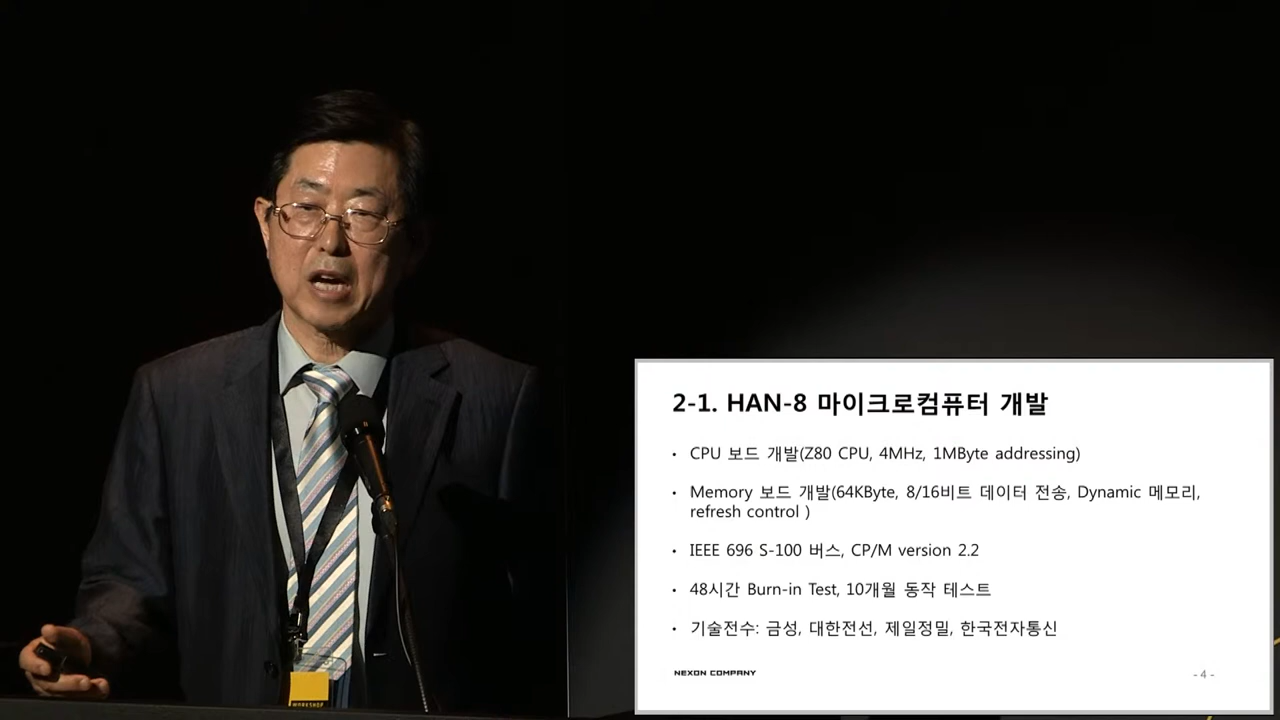 2-1. HAN-8 마이크로컴퓨터 개발
• CPU 보드 개발(Z80 CPU, 4MHz, 1MByte addressing)
• Memory 보드 개발(64KByte, 8/16비트 데이터 전송, Dynamic 메모리,
refresh control )
• IEEE 696 S-100 버스, CP/M version 2.2
• 48시간 Burn-in Test, 10개월 동작 테스트
• 기술전수: 금성, 대한전선, 제일정밀, 한국전자통신
NEXON COMPANY
- 4 -
WORKSHOP